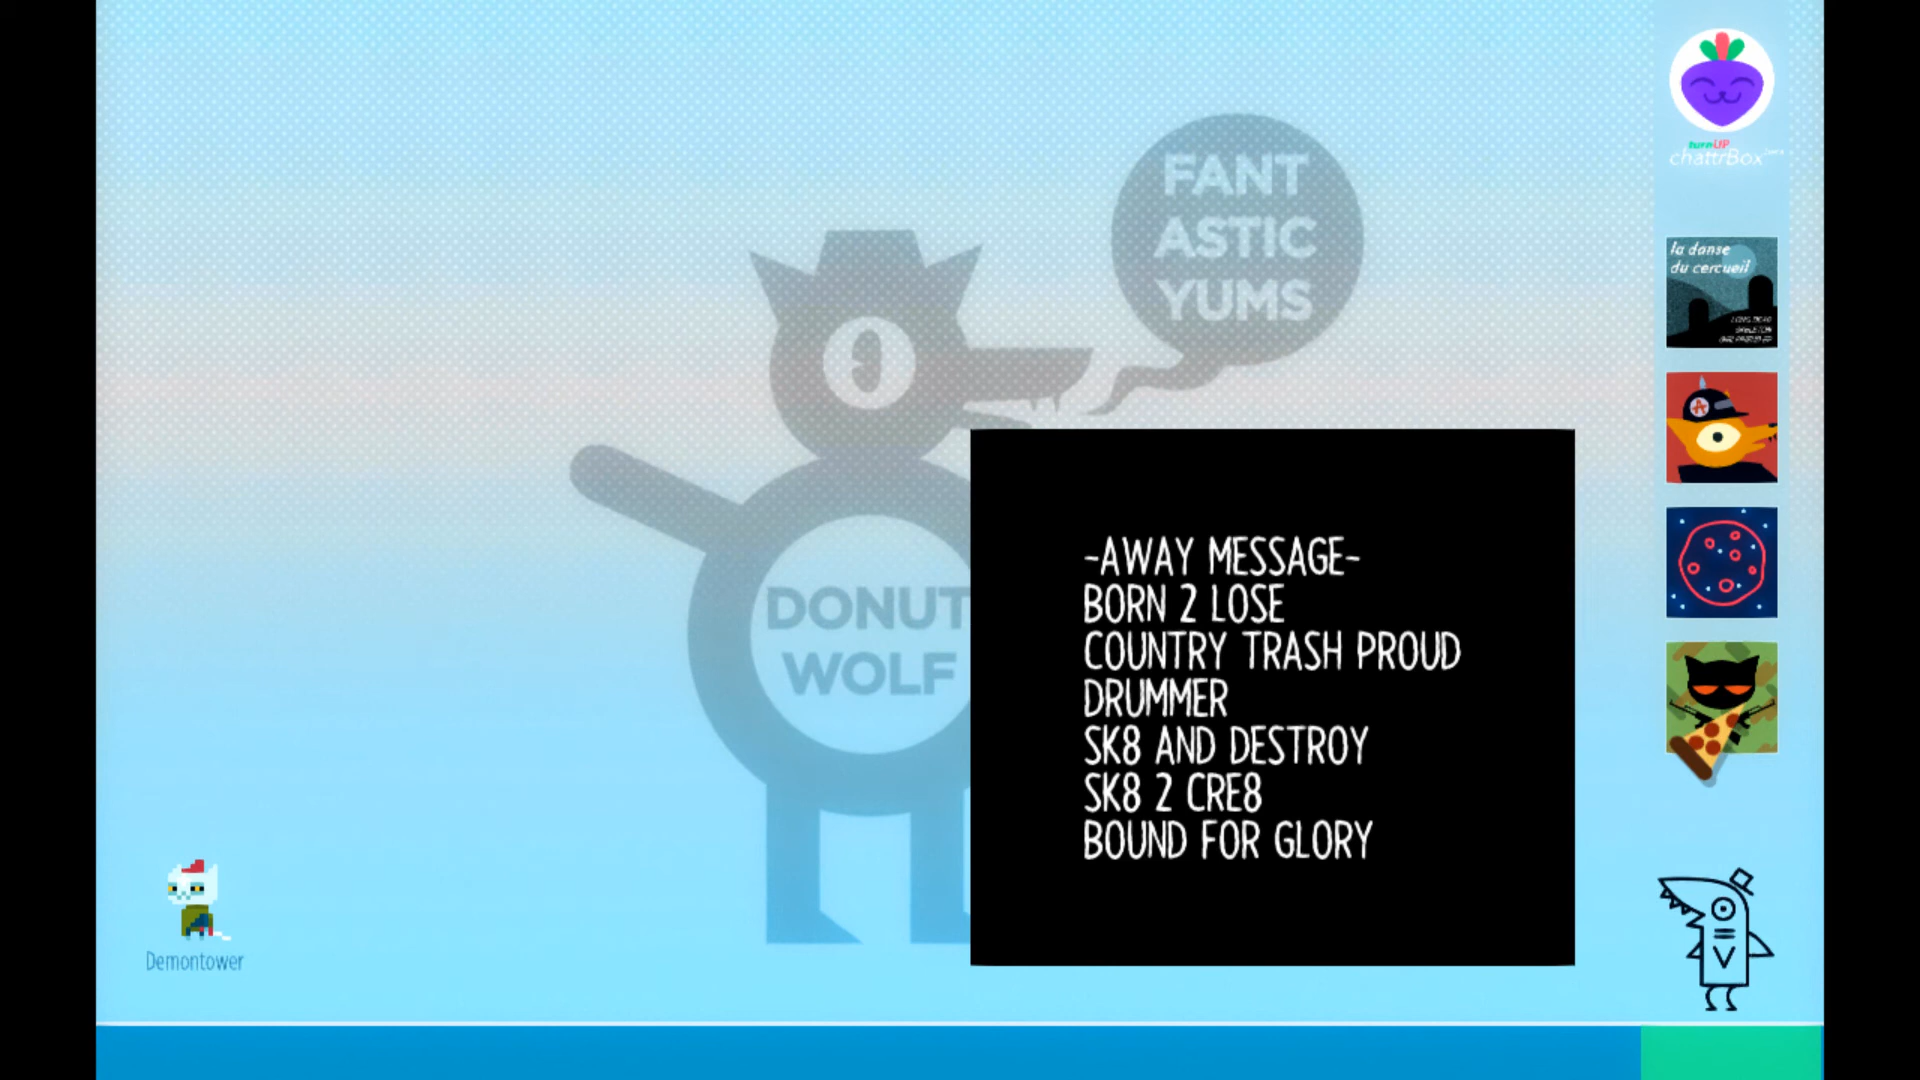 FANT
ASTIC
YUMS
DONUT
WOLF
-AWAY MESSAGE-
BORN 2 LOSE
COUNTRY TRASH PROUD
DRUMMER
SK8 AND DESTROY
SK8 2 CRE8
BOUND FOR GLORY
turnUP
chattrBox
la danse
du cercueil
Demontower